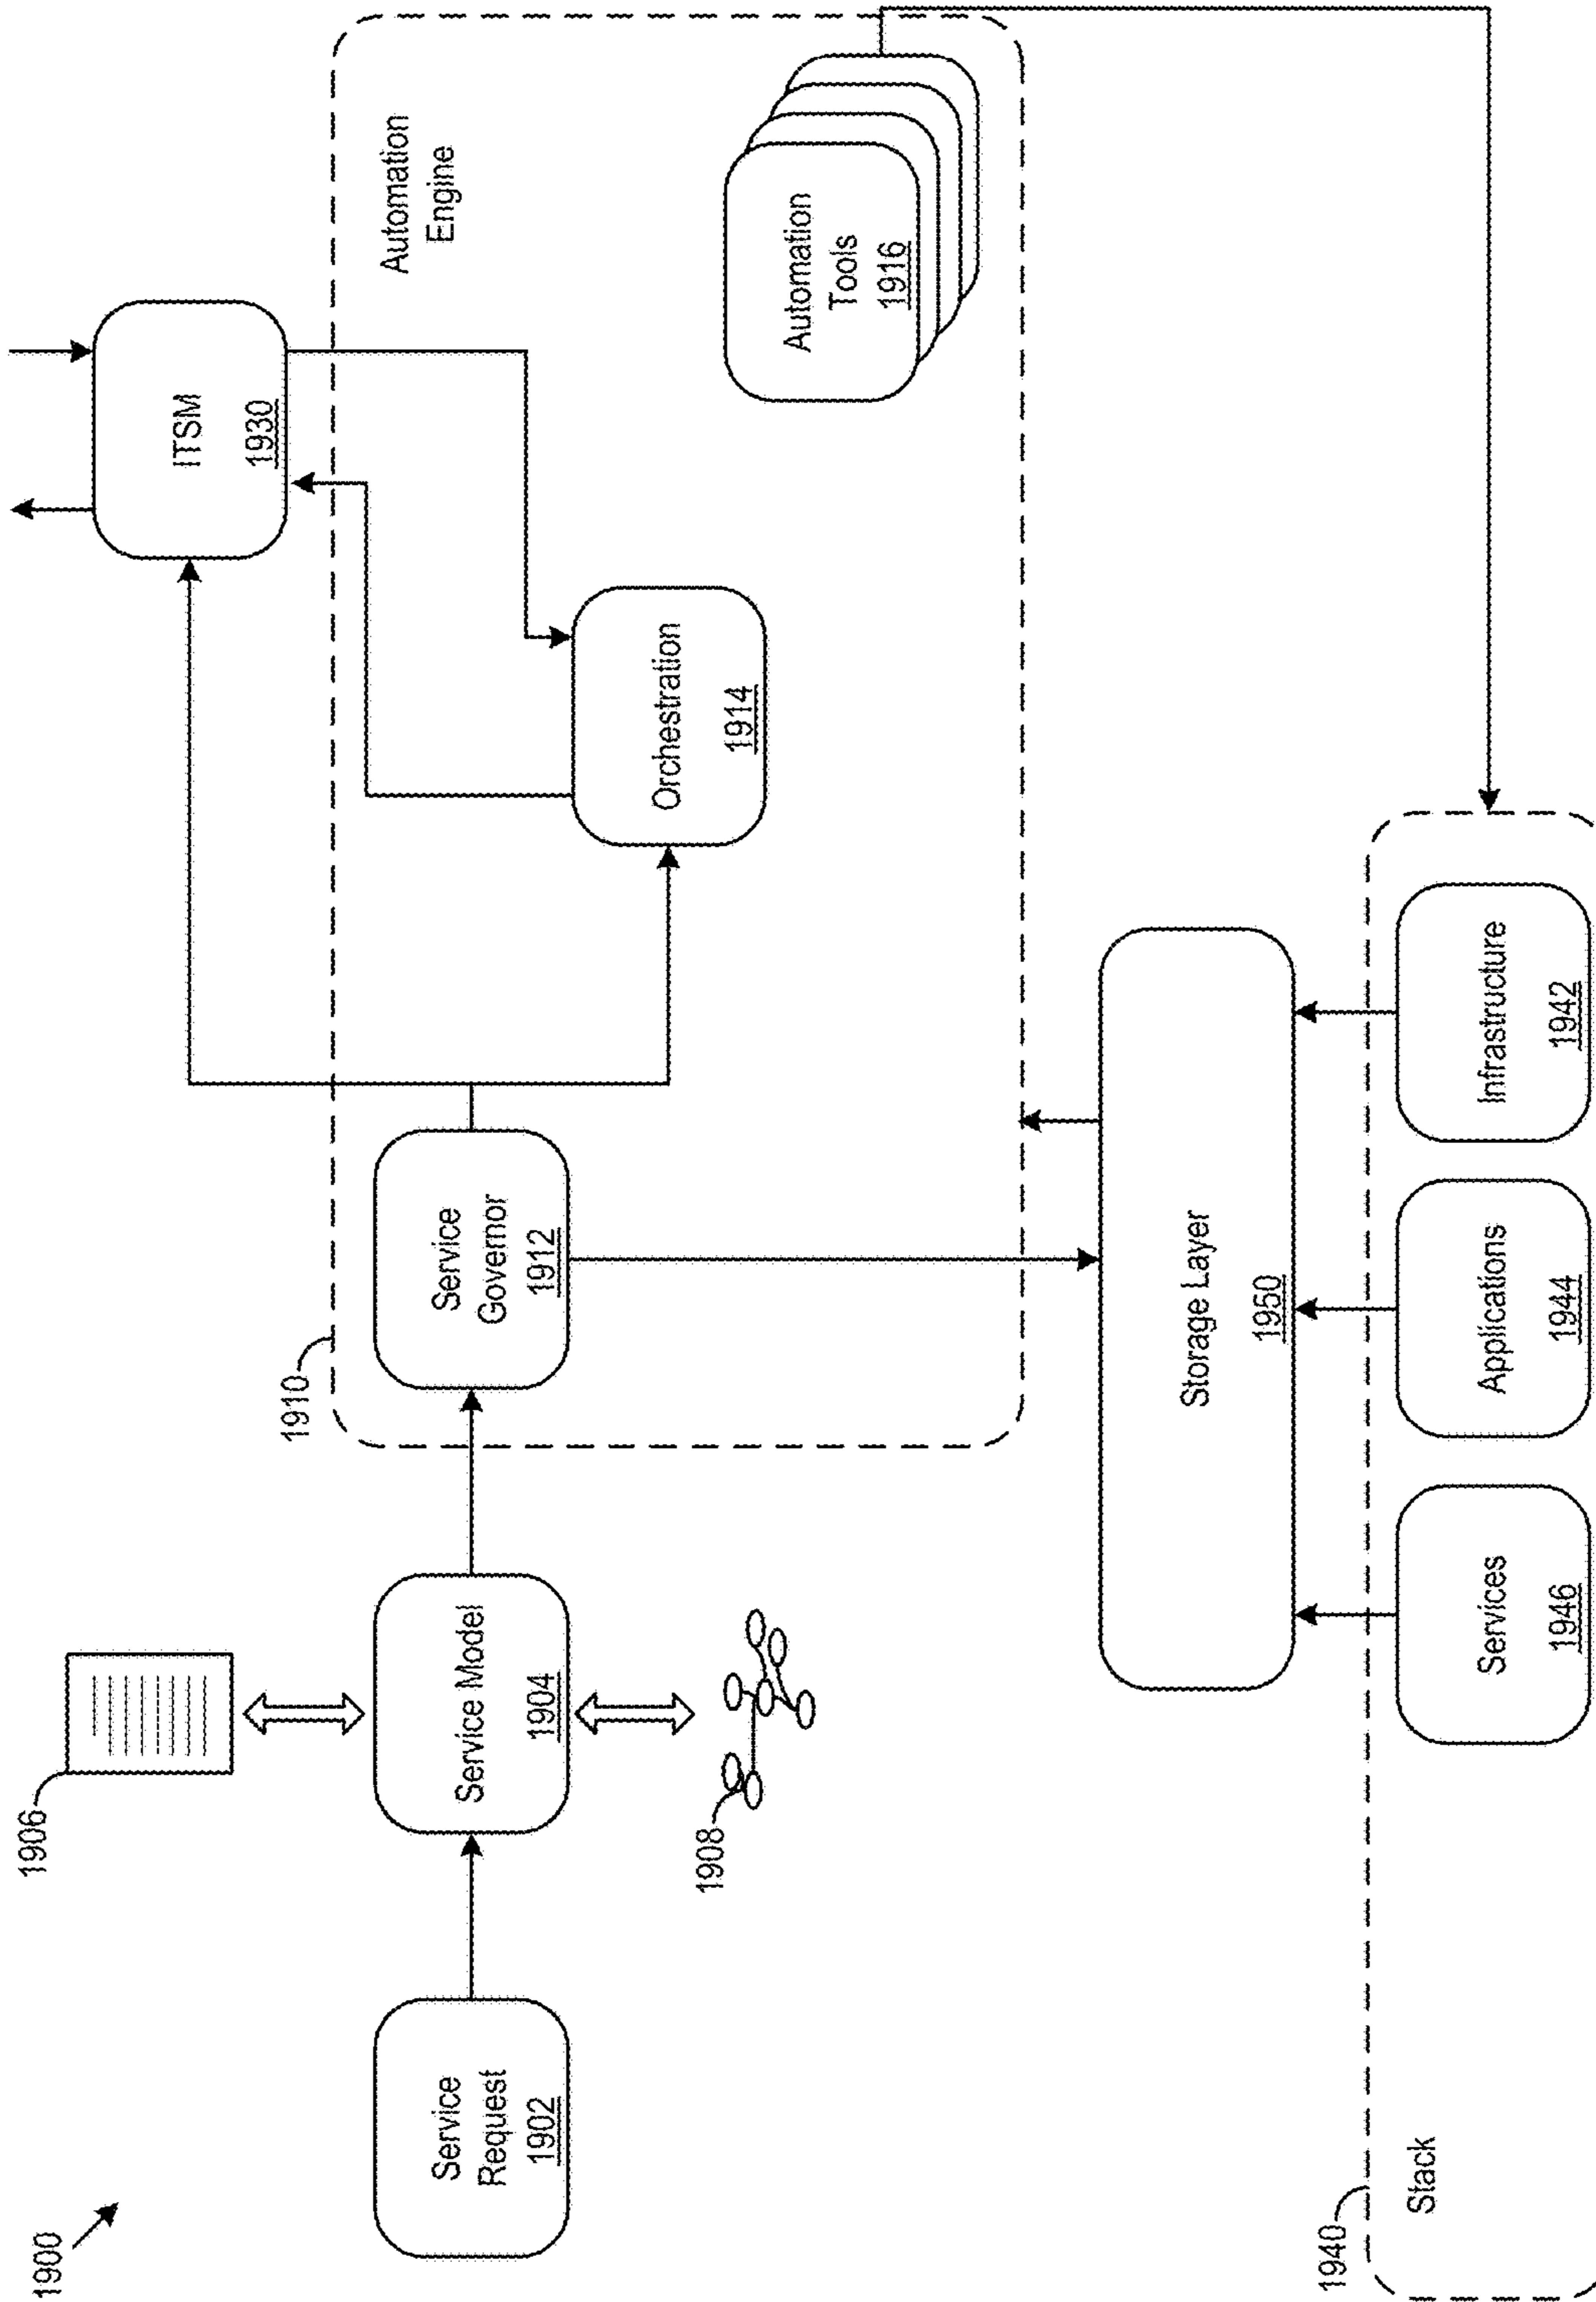 1900
1906
Service
Request
1902
Service Model
1904
1908
1910
Service
Governor
1912
ITSM
1930
Automation
Engine
Orchestration
1914
Automation
Tools
1916
Storage Layer
1950
1940
Stack
Services
1946
Applications
1944
Infrastructure
1942